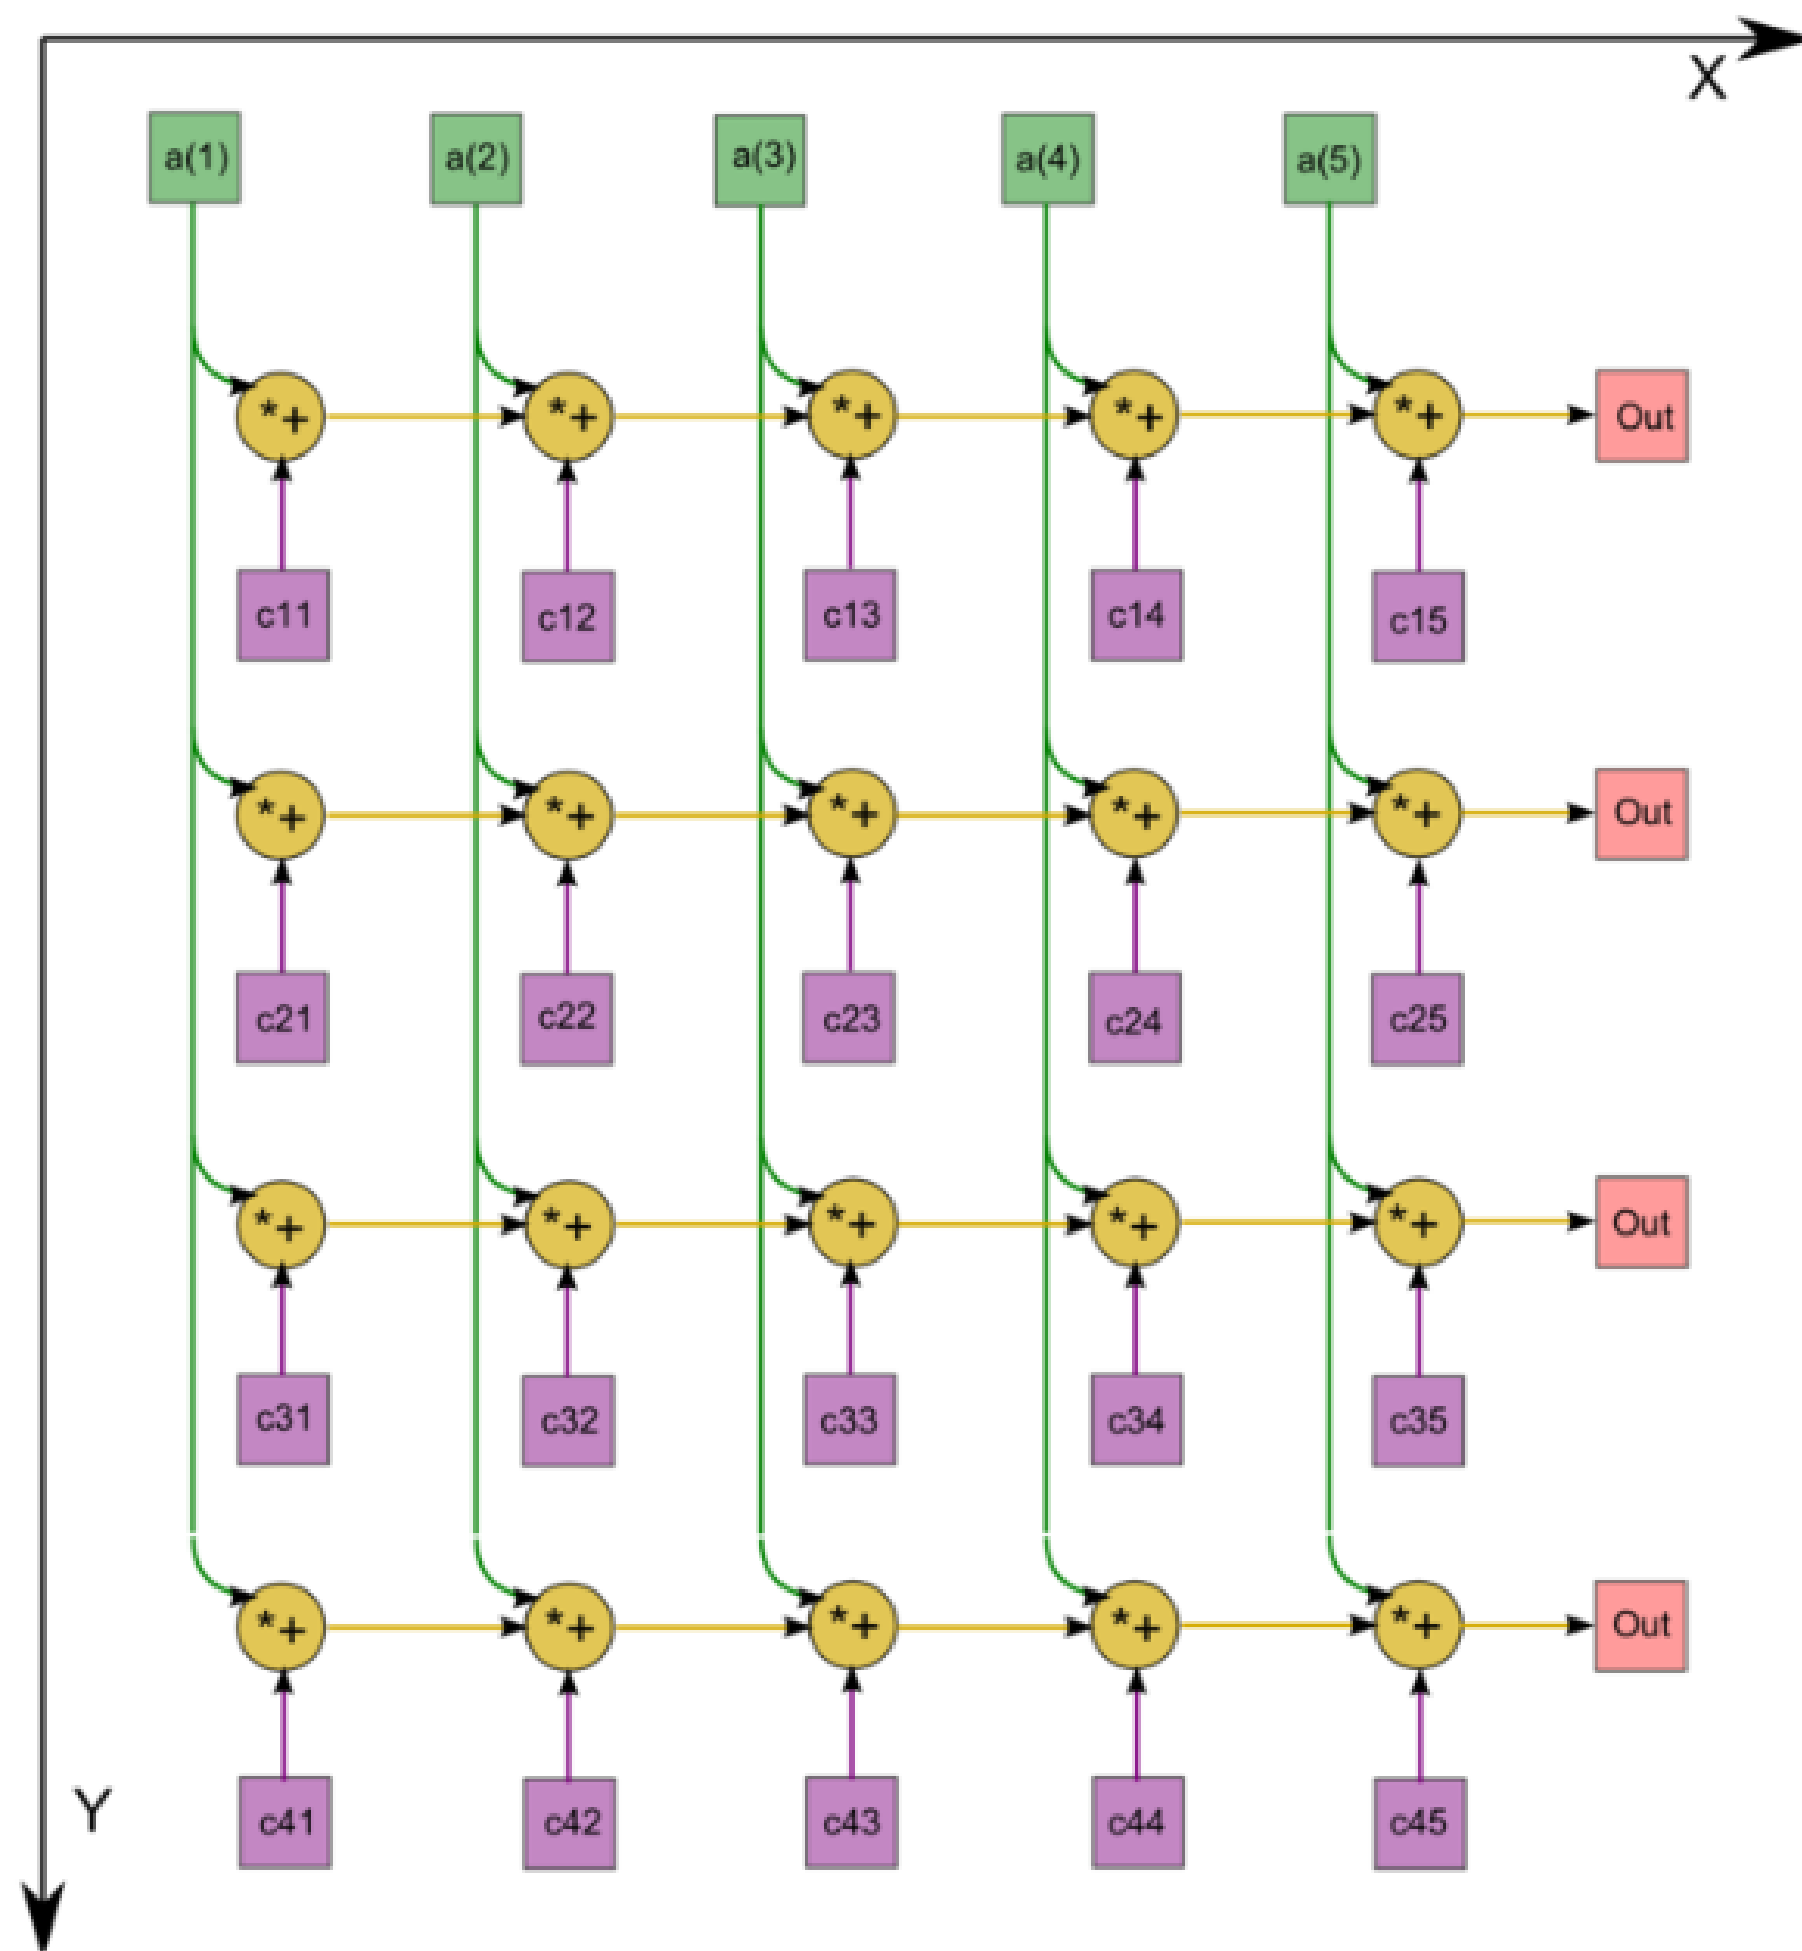 X
a(1) a(2) a(3) a(4) a(5)
*+ *+ *+ *+ *+ Out
c11 c12 c13 c14 c15
*+ *+ *+ *+ *+ Out
c21 c22 c23 c24 c25
*+ *+ *+ *+ *+ Out
c31 c32 c33 c34 c35
*+ *+ *+ *+ *+ Out
Y
c41 c42 c43 c44 c45